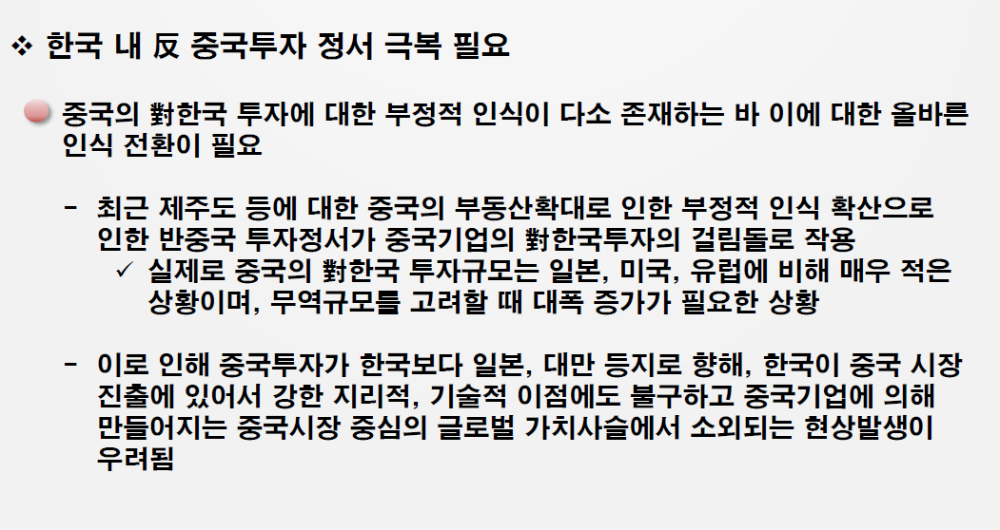 ❖ 한국 내 反 중국투자 정서 극복 필요
중국의 對한국 투자에 대한 부정적 인식이 다소 존재하는 바 이에 대한 올바른
인식 전환이 필요
- 최근 제주도 등에 대한 중국의 부동산확대로 인한 부정적 인식 확산으로
인한 반중국 투자정서가 중국기업의 對한국투자의 걸림돌로 작용
✓ 실제로 중국의 對한국 투자규모는 일본, 미국, 유럽에 비해 매우 적은
상황이며, 무역규모를 고려할 때 대폭 증가가 필요한 상황
- 이로 인해 중국투자가 한국보다 일본, 대만 등지로 향해, 한국이 중국 시장
진출에 있어서 강한 지리적, 기술적 이점에도 불구하고 중국기업에 의해
만들어지는 중국시장 중심의 글로벌 가치사슬에서 소외되는 현상발생이
우려됨